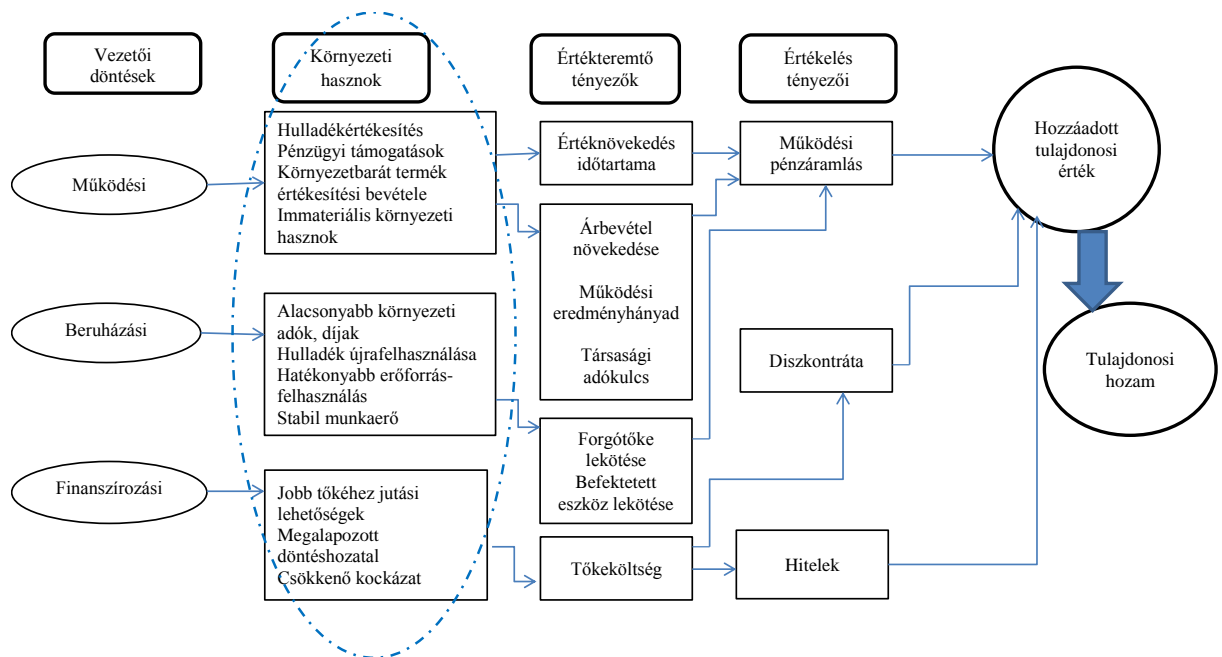 Vezetői
döntések
Környezeti
hasznok
Értékteremtő
tényezők
Értékelés
tényezői
Működési
Beruházási
Finanszírozási
Hulladékértékesítés
Pénzügyi támogatások
Környezetbarát termék
értékesítési bevétele
Immateriális környezeti
hasznok
Alacsonyabb környezeti
adók, díjak
Hulladék újrafelhasználása
Hatékonyabb erőforrás-
felhasználás
Stabil munkaerő
Jobb tőkéhez jutási
lehetőségek
Megalapozott
döntéshozatal
Csökkenő kockázat
Értéknövekedés
időtartama
Árbevétel
növekedése
Működési
eredményhányad
Társasági
adókulcs
Forgótőke
lekötése
Befektetett
eszköz lekötése
Tőkeköltség
Működési
pénzáramlás
Diszkontráta
Hitelek
Hozzáadott
tulajdonosi
érték
Tulajdonosi
hozam